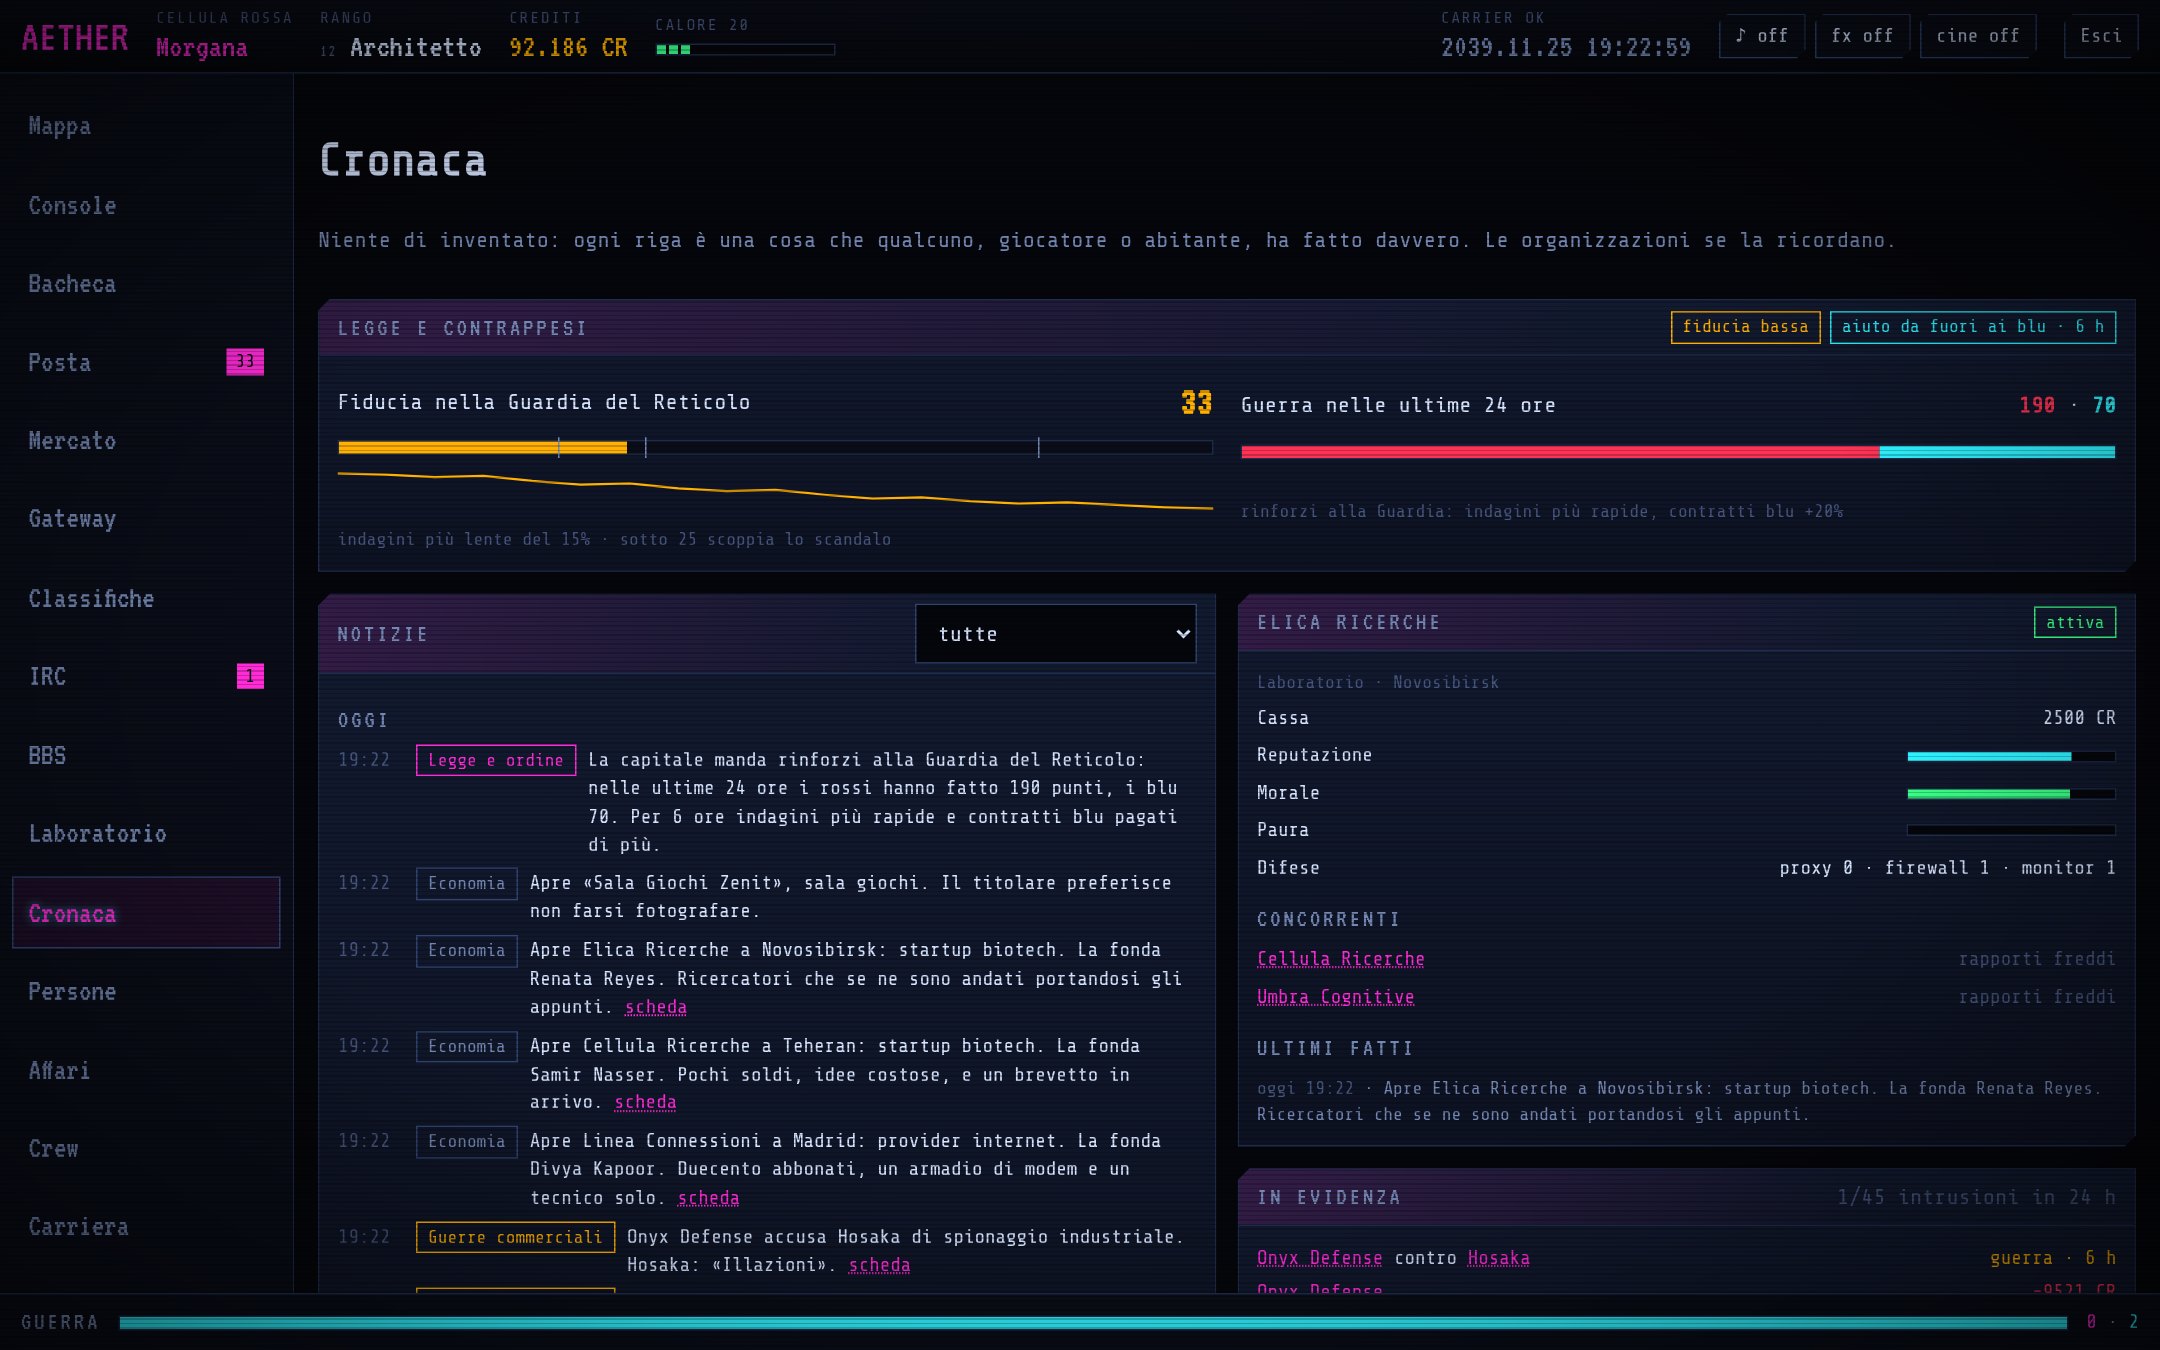 AETHER
CELLULA ROSSA
Morgana
RANGO
12 Architetto
CREDITI
92.186 CR
CALORE 20
CARRIER OK
2039.11.25 19:22:59
♪ off
fx off
cine off
Esci
Mappa
Console
Bacheca
Posta 33
Mercato
Gateway
Classifiche
IRC 1
BBS
Laboratorio
Cronaca
Persone
Affari
Crew
Carriera
Cronaca
Niente di inventato: ogni riga è una cosa che qualcuno, giocatore o abitante, ha fatto davvero. Le organizzazioni se la ricordano.
LEGGE E CONTRAPPESI
fiducia bassa
aiuto da fuori ai blu · 6 h
Fiducia nella Guardia del Reticolo 33
indagini più lente del 15% · sotto 25 scoppia lo scandalo
Guerra nelle ultime 24 ore 190 · 70
rinforzi alla Guardia: indagini più rapide, contratti blu +20%
NOTIZIE
tutte
OGGI
19:22 Legge e ordine La capitale manda rinforzi alla Guardia del Reticolo:
nelle ultime 24 ore i rossi hanno fatto 190 punti, i blu
70. Per 6 ore indagini più rapide e contratti blu pagati
di più.
19:22 Economia Apre «Sala Giochi Zenit», sala giochi. Il titolare preferisce
non farsi fotografare.
19:22 Economia Apre Elica Ricerche a Novosibirsk: startup biotech. La fonda
Renata Reyes. Ricercatori che se ne sono andati portandosi gli
appunti. scheda
19:22 Economia Apre Cellula Ricerche a Teheran: startup biotech. La fonda
Samir Nasser. Pochi soldi, idee costose, e un brevetto in
arrivo. scheda
19:22 Economia Apre Linea Connessioni a Madrid: provider internet. La fonda
Divya Kapoor. Duecento abbonati, un armadio di modem e un
tecnico solo. scheda
19:22 Guerre commerciali Onyx Defense accusa Hosaka di spionaggio industriale.
Hosaka: «Illazioni». scheda
ELICA RICERCHE
attiva
Laboratorio · Novosibirsk
Cassa 2500 CR
Reputazione
Morale
Paura
Difese proxy 0 · firewall 1 · monitor 1
CONCORRENTI
Cellula Ricerche rapporti freddi
Umbra Cognitive rapporti freddi
ULTIMI FATTI
oggi 19:22 · Apre Elica Ricerche a Novosibirsk: startup biotech. La fonda Renata Reyes.
Ricercatori che se ne sono andati portandosi gli appunti.
IN EVIDENZA 1/45 intrusioni in 24 h
Onyx Defense contro Hosaka guerra · 6 h
Onyx Defense -9521 CR
GUERRA 0 · 2